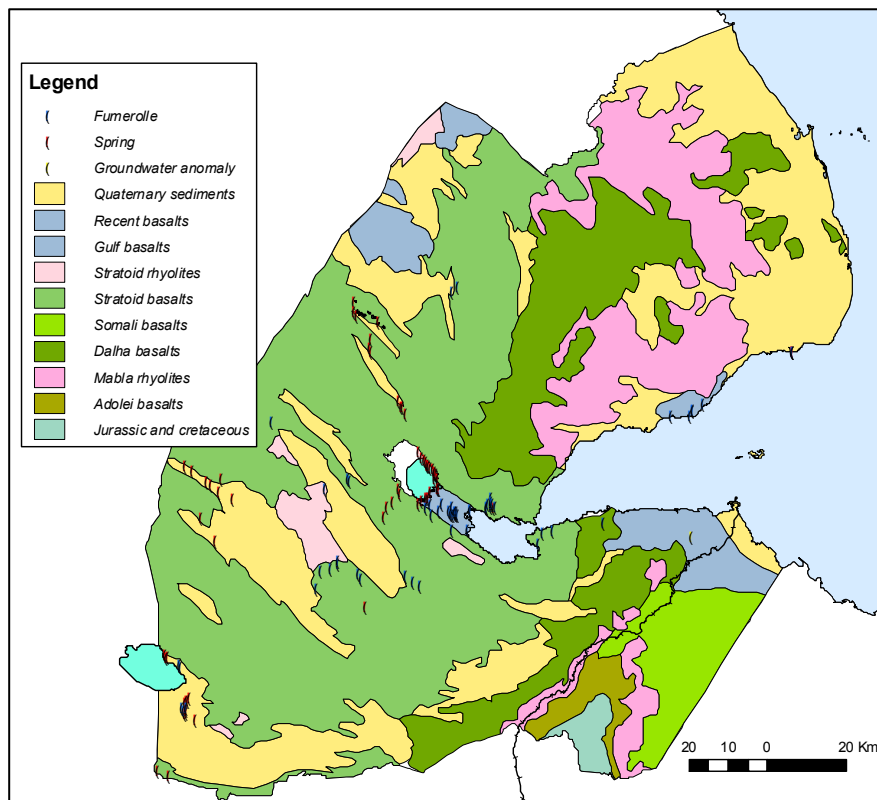 Legend
Fumerolle
Spring
Groundwater anomaly
Quaternary sediments
Recent basalts
Gulf basalts
Stratoid rhyolites
Stratoid basalts
Somali basalts
Dalha basalts
Mabla rhyolites
Adolei basalts
Jurassic and cretaceous
20 10 0 20 Km